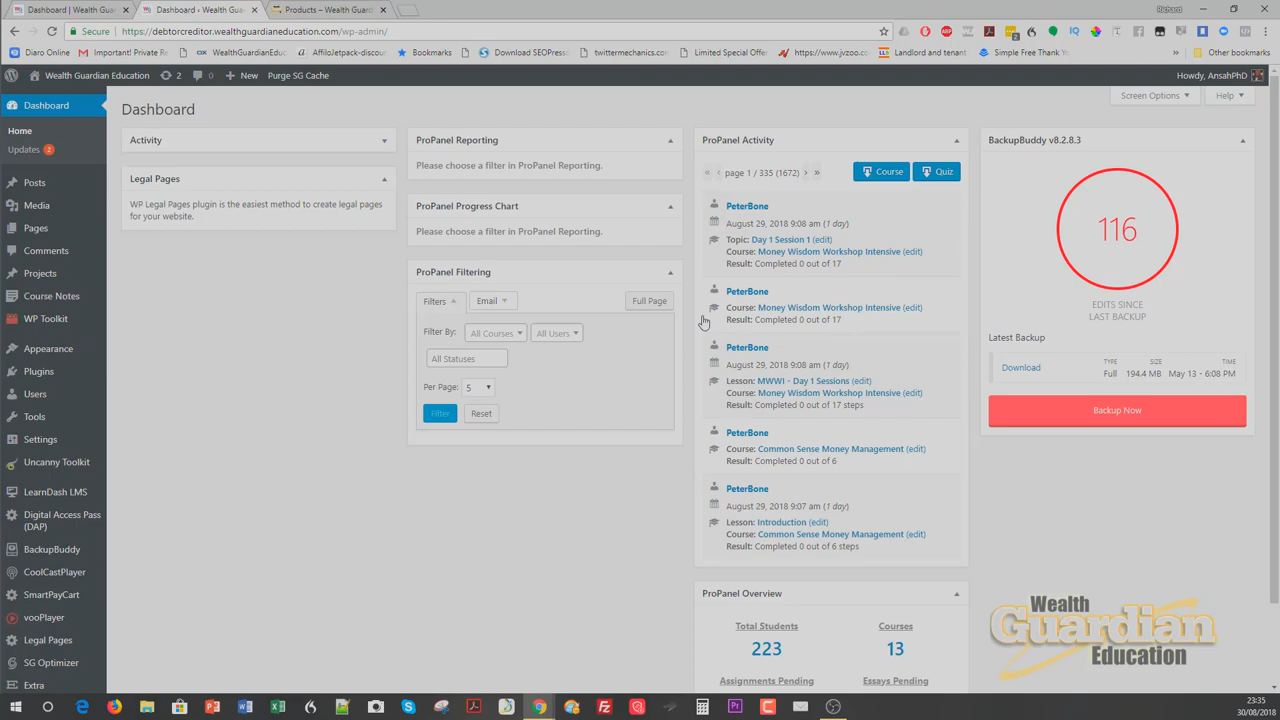 Dashboard | Wealth Gua
Dashboard ‹ Wealth Gua
Products – Wealth Guard
Richard
Secure
https://debtorcreditor.wealthguardianeducation.com/wp-admin/
Daro Events
Important! Private Re
WealthGuardianEduc
AffiloJetpack-discou
Bookmarks
Download SEOPress
twittermechanics.com
Limited Special Offer
https://www.jvzoo.co
Landlord and tenant
Simple Free Thank Y
Other bookmarks
Wealth Guardian Education
2
0
New
Purge SG Cache
Howdy, AnsahPhD
Dashboard
Home
Updates 2
Posts
Media
Pages
Comments
Projects
Course Notes
WP Toolkit
Appearance
Plugins
Users
Tools
Settings
Uncanny Toolkit
LearnDash LMS
Digital Access Pass
(DAP)
BackupBuddy
CoolCastPlayer
SmartPayCart
vooPlayer
Legal Pages
SG Optimizer
Extra
Screen Options
Help
Dashboard
Activity
Legal Pages
WP Legal Pages plugin is the easiest method to create legal pages
for your website.
ProPanel Reporting
Please choose a filter in ProPanel Reporting.
ProPanel Progress Chart
Please choose a filter in ProPanel Reporting.
ProPanel Filtering
Filters
Email
Full Page
Filter By:
All Courses
All Users
All Statuses
Per Page:
5
Filter
Reset
ProPanel Activity
« ‹ page 1 / 335 (1672) › »
Course
Quiz
PeterBone
August 29, 2018 9:08 am (1 day)
Topic: Day 1 Session 1 (edit)
Course: Money Wisdom Workshop Intensive (edit)
Result: Completed 0 out of 17
PeterBone
Course: Money Wisdom Workshop Intensive (edit)
Result: Completed 0 out of 17
PeterBone
August 29, 2018 9:08 am (1 day)
Lesson: MWWI - Day 1 Sessions (edit)
Course: Money Wisdom Workshop Intensive (edit)
Result: Completed 0 out of 17 steps
PeterBone
Course: Common Sense Money Management (edit)
Result: Completed 0 out of 6
PeterBone
August 29, 2018 9:07 am (1 day)
Lesson: Introduction (edit)
Course: Common Sense Money Management (edit)
Result: Completed 0 out of 6 steps
ProPanel Overview
Total Students
Courses
223
13
Assignments Pending
Essays Pending
BackupBuddy v8.2.8.3
116
EDITS SINCE
LAST BACKUP
Latest Backup
TYPE
SIZE
TIME
Download
Full
194.4 MB
May 13 - 6:08 PM
Backup Now
Wealth
Guardian
Education
23:35
30/08/2018